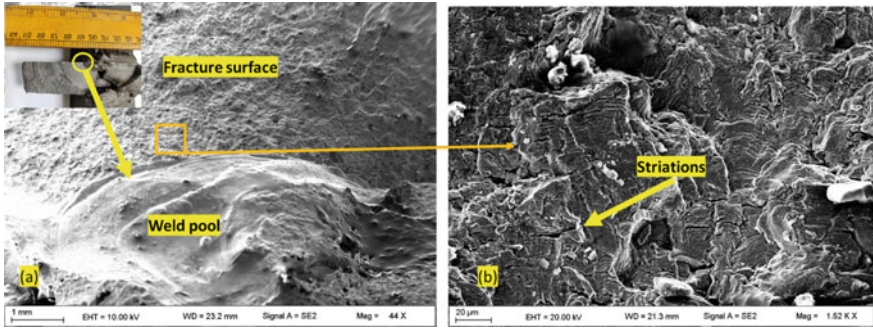 Fracture surface
Weld pool
(a)
1 mm
EHT = 10.00 kV
WD = 23.2 mm
Signal A = SE2
Mag = 44 X
Striations
(b)
20 µm
EHT = 20.00 kV
WD = 21.3 mm
Signal A = SE2
Mag = 1.52 K X